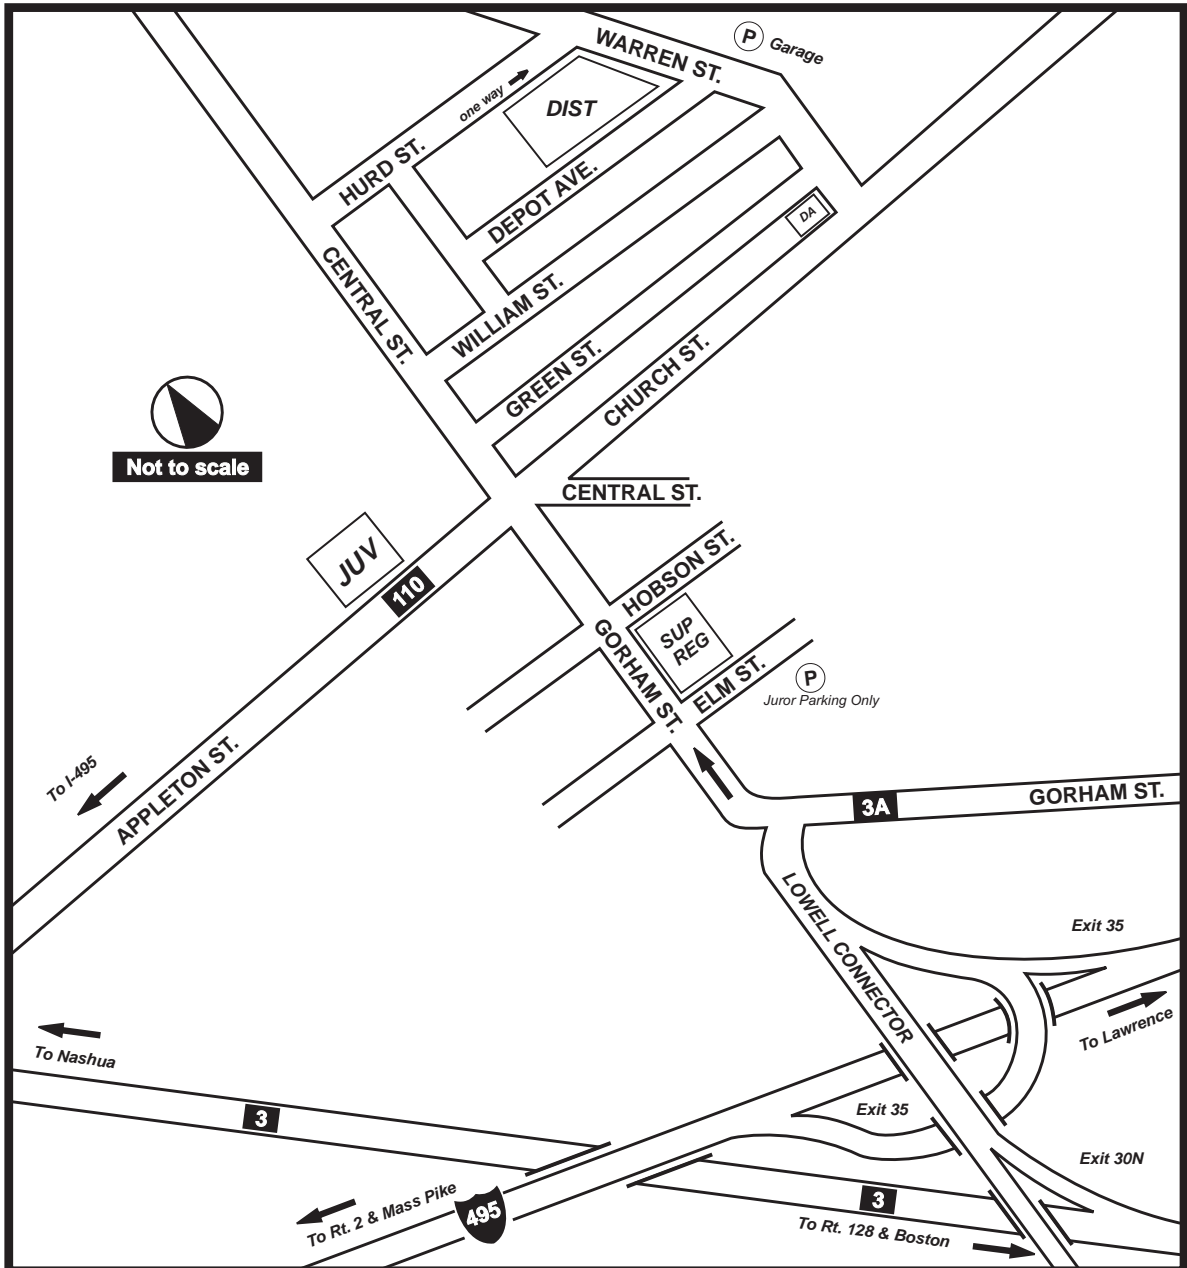 P
Garage
WARREN ST.
one way
DIST
HURD ST.
DEPOT AVE.
DA
CENTRAL ST.
WILLIAM ST.
GREEN ST.
CHURCH ST.
Not to scale
CENTRAL ST.
JUV
110
HOBSON ST.
SUP
REG
GORHAM ST.
ELM ST.
P
Juror Parking Only
To I-495
APPLETON ST.
3A
GORHAM ST.
LOWELL CONNECTOR
Exit 35
To Lawrence
To Nashua
3
Exit 35
Exit 30N
3
To Rt. 2 & Mass Pike
495
To Rt. 128 & Boston